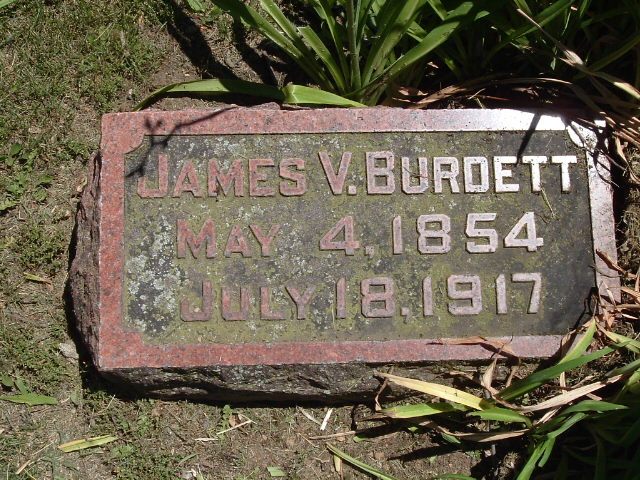 JAMES V. BURDETT
MAY 4, 1854
JULY 18, 1917